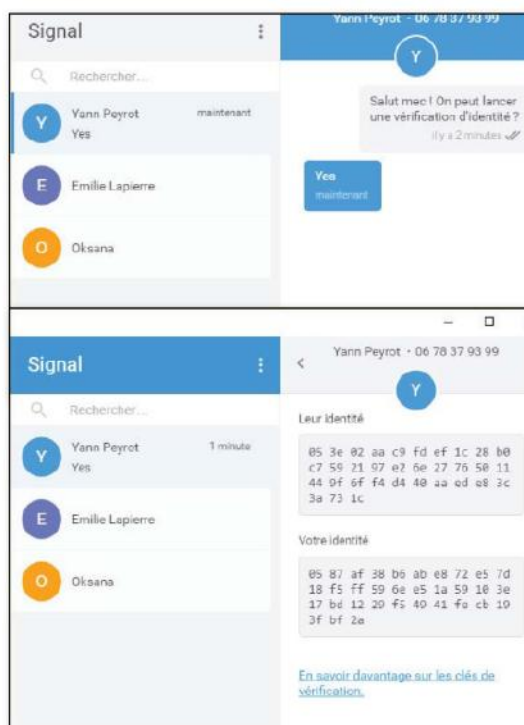 Signal
Rechercher...
Y
Yann Peyrot
maintenant
Yes
E
Emilie Lapierre
O
Oksana
Yann Peyrot · 06 78 37 93 99
Y
Salut mec ! On peut lancer
une vérification d'identité ?
il y a 2 minutes
Yes
maintenant
Signal
Rechercher...
Y
Yann Peyrot
1 minute
Yes
E
Emilie Lapierre
O
Oksana
Yann Peyrot · 06 78 37 93 99
Y
Leur identité
05 3e 02 aa c9 fd ef 1c 28 b0
c7 59 21 97 e2 6e 27 76 50 11
44 9f 6f f4 d4 40 aa ed e8 3c
3a 73 1c
Votre identité
05 87 af 38 b6 ab e8 72 e5 7d
18 f5 ff 59 6e e5 1a 59 10 3e
17 bd 12 29 f5 49 41 fa cb 19
3f bf 2a
En savoir davantage sur les clés de
vérification.